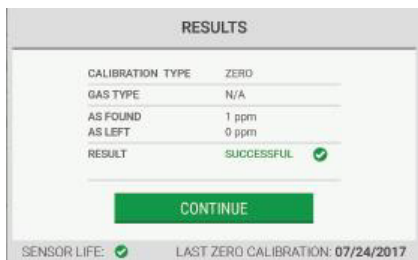 RESULTS
CALIBRATION TYPE ZERO
GAS TYPE N/A
AS FOUND 1 ppm
AS LEFT 0 ppm
RESULT SUCCESSFUL
CONTINUE
SENSOR LIFE: LAST ZERO CALIBRATION: 07/24/2017